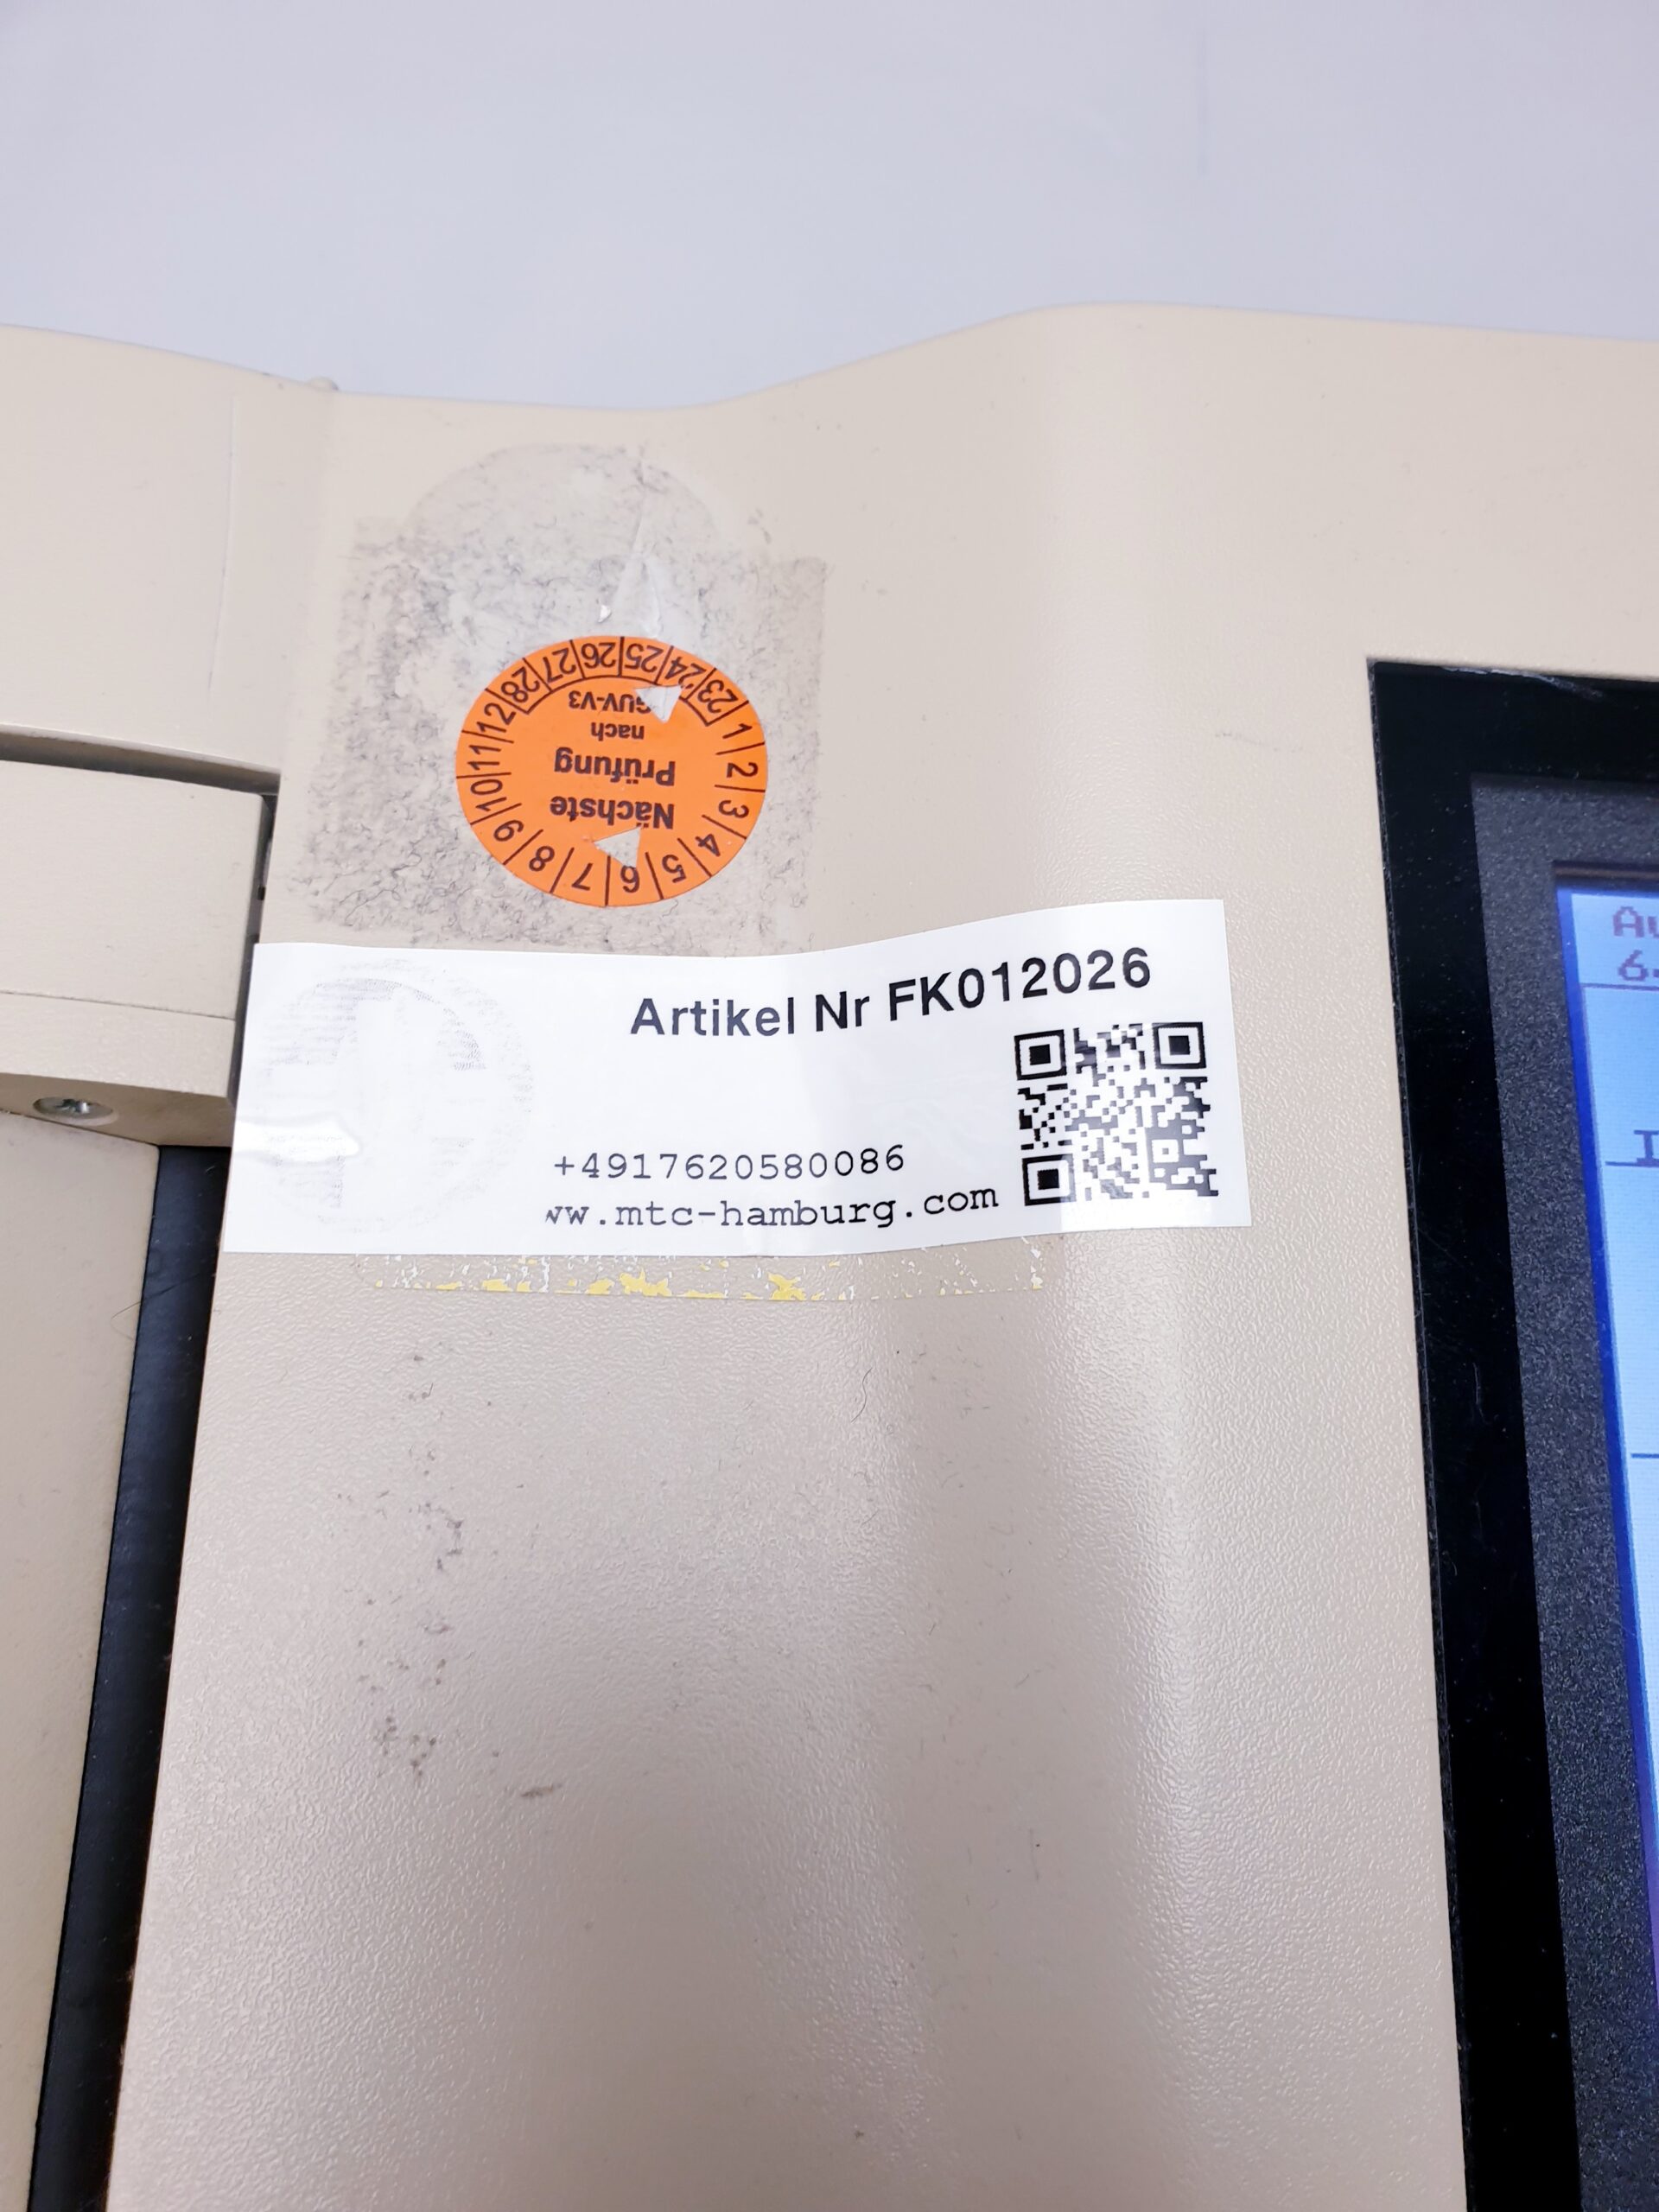 23 24 25 26 27 28
1 2 3 4 5 6 7 8 9 10 11 12
Nächste
Prüfung
nach
GUV-V3
Artikel Nr FK012026
+4917620580086
ww.mtc-hamburg.com